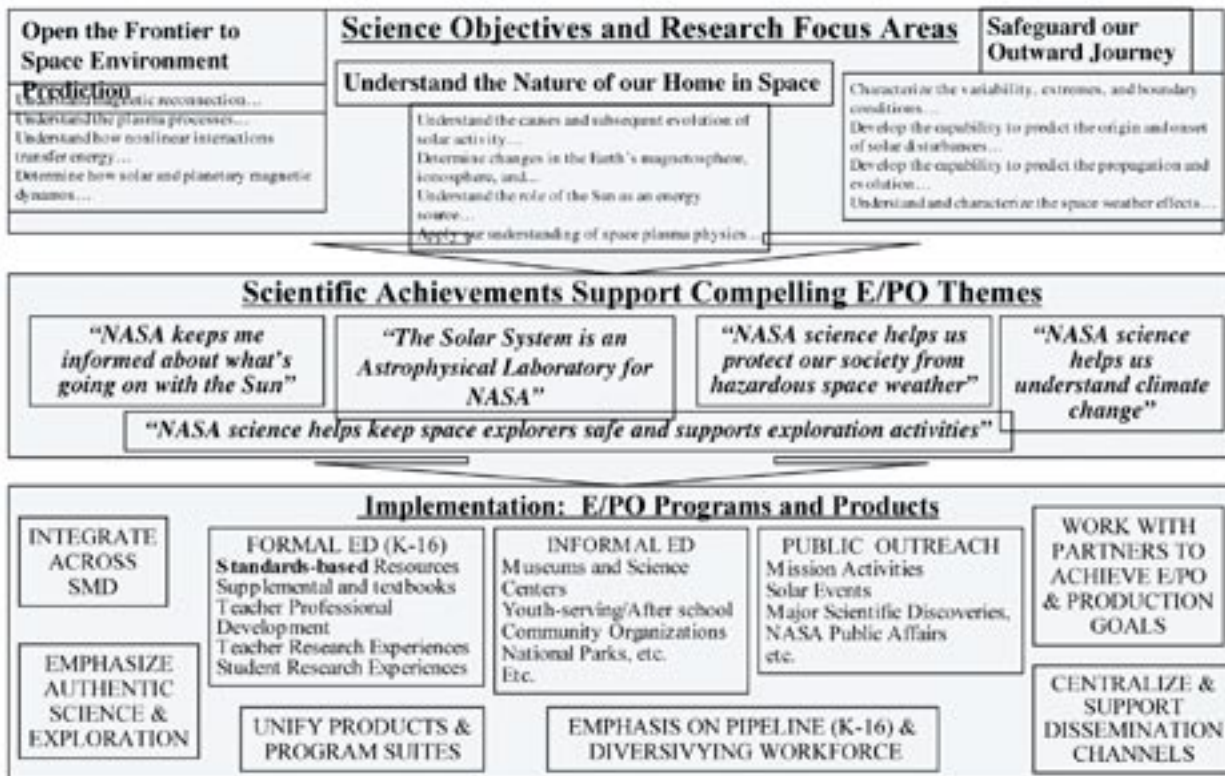 Science Objectives and Research Focus Areas
Open the Frontier to
Space Environment
Prediction
Understand magnetic reconnection…
Understand the plasma processes…
Understand how nonlinear interactions
transfer energy…
Determine how solar and planetary magnetic
dynamos…
Understand the Nature of our Home in Space
Understand the causes and subsequent evolution of
solar activity…
Determine changes in the Earth's magnetosphere,
ionosphere, and…
Understand the role of the Sun as an energy
source…
Apply our understanding of space plasma physics…
Safeguard our
Outward Journey
Characterize the variability, extremes, and boundary
conditions…
Develop the capability to predict the origin and onset
of solar disturbances…
Develop the capability to predict the propagation and
evolution…
Understand and characterize the space weather effects…
Scientific Achievements Support Compelling E/PO Themes
“NASA keeps me
informed about what's
going on with the Sun”
“The Solar System is an
Astrophysical Laboratory for
NASA”
“NASA science helps us
protect our society from
hazardous space weather”
“NASA science
helps us
understand climate
change”
“NASA science helps keep space explorers safe and supports exploration activities”
Implementation: E/PO Programs and Products
INTEGRATE
ACROSS
SMD
EMPHASIZE
AUTHENTIC
SCIENCE &
EXPLORATION
FORMAL ED (K-16)
Standards-based Resources
Supplemental and textbooks
Teacher Professional
Development
Teacher Research Experiences
Student Research Experiences
INFORMAL ED
Museums and Science
Centers
Youth-serving/After school
Community Organizations
National Parks, etc.
Etc.
PUBLIC OUTREACH
Mission Activities
Solar Events
Major Scientific Discoveries,
NASA Public Affairs
etc.
WORK WITH
PARTNERS TO
ACHIEVE E/PO
& PRODUCTION
GOALS
CENTRALIZE &
SUPPORT
DISSEMINATION
CHANNELS
UNIFY PRODUCTS &
PROGRAM SUITES
EMPHASIS ON PIPELINE (K-16) &
DIVERSIVYING WORKFORCE